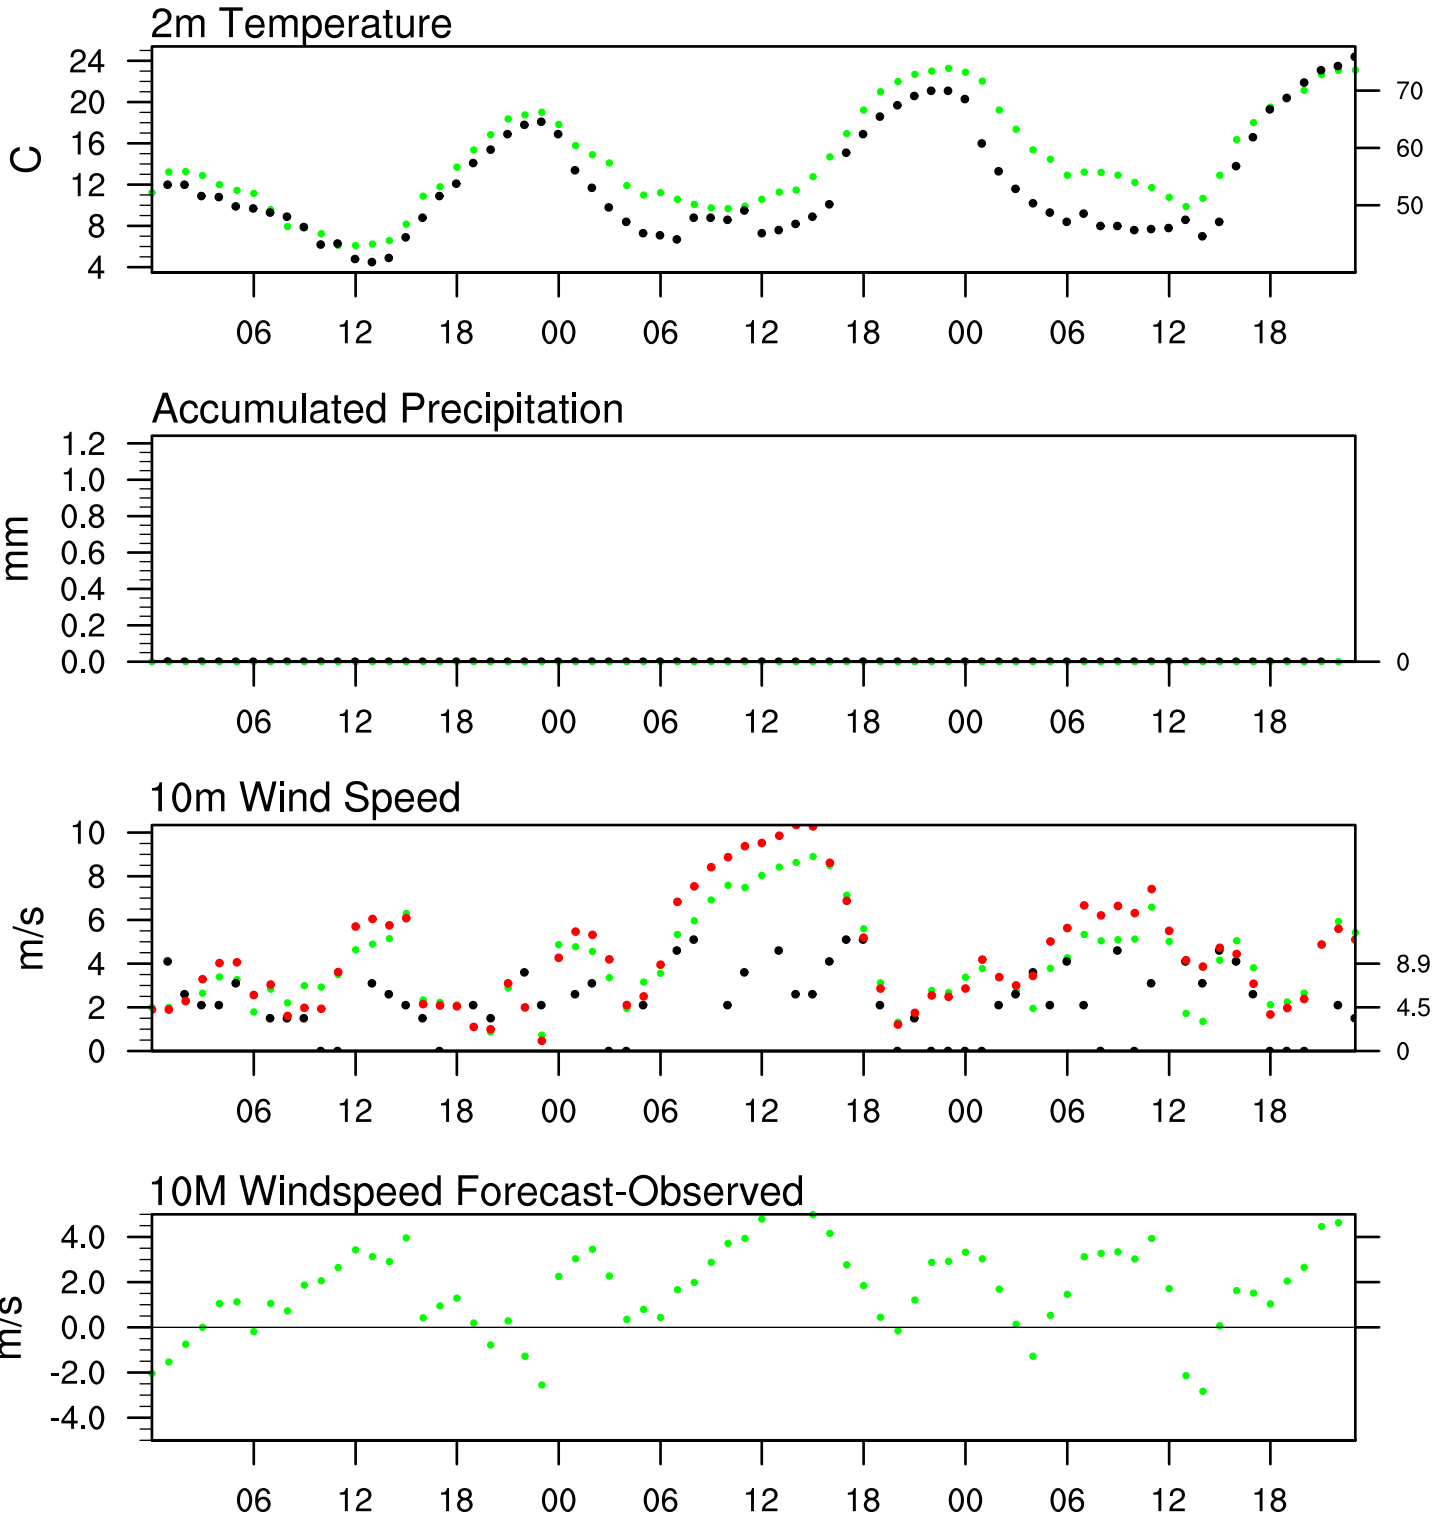 2m Temperature
24
20
16
12
8
4
C
70
60
50
06 12 18 00 06 12 18 00 06 12 18
Accumulated Precipitation
1.2
1.0
0.8
0.6
0.4
0.2
0.0
mm
0
06 12 18 00 06 12 18 00 06 12 18
10m Wind Speed
10
8
6
4
2
0
m/s
8.9
4.5
0
06 12 18 00 06 12 18 00 06 12 18
10M Windspeed Forecast-Observed
4.0
2.0
0.0
-2.0
-4.0
m/s
06 12 18 00 06 12 18 00 06 12 18